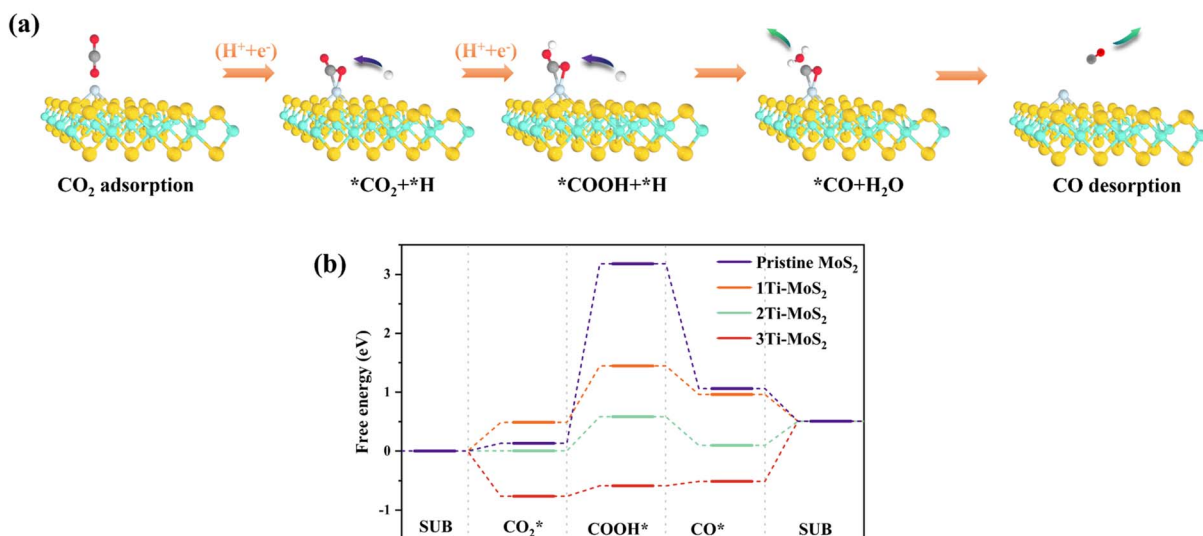 (a)
(H⁺+e⁻)
(H⁺+e⁻)
CO₂ adsorption
*CO₂+*H
*COOH+*H
*CO+H₂O
CO desorption
(b)
Free energy (eV)
3
2
1
0
-1
Pristine MoS₂
1Ti-MoS₂
2Ti-MoS₂
3Ti-MoS₂
SUB
CO₂*
COOH*
CO*
SUB